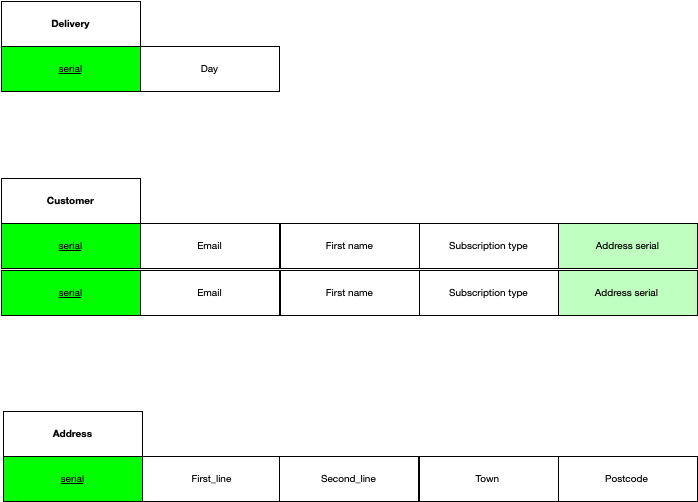 Delivery
serial Day
Customer
serial Email First name Subscription type Address serial
serial Email First name Subscription type Address serial
Address
serial First_line Second_line Town Postcode